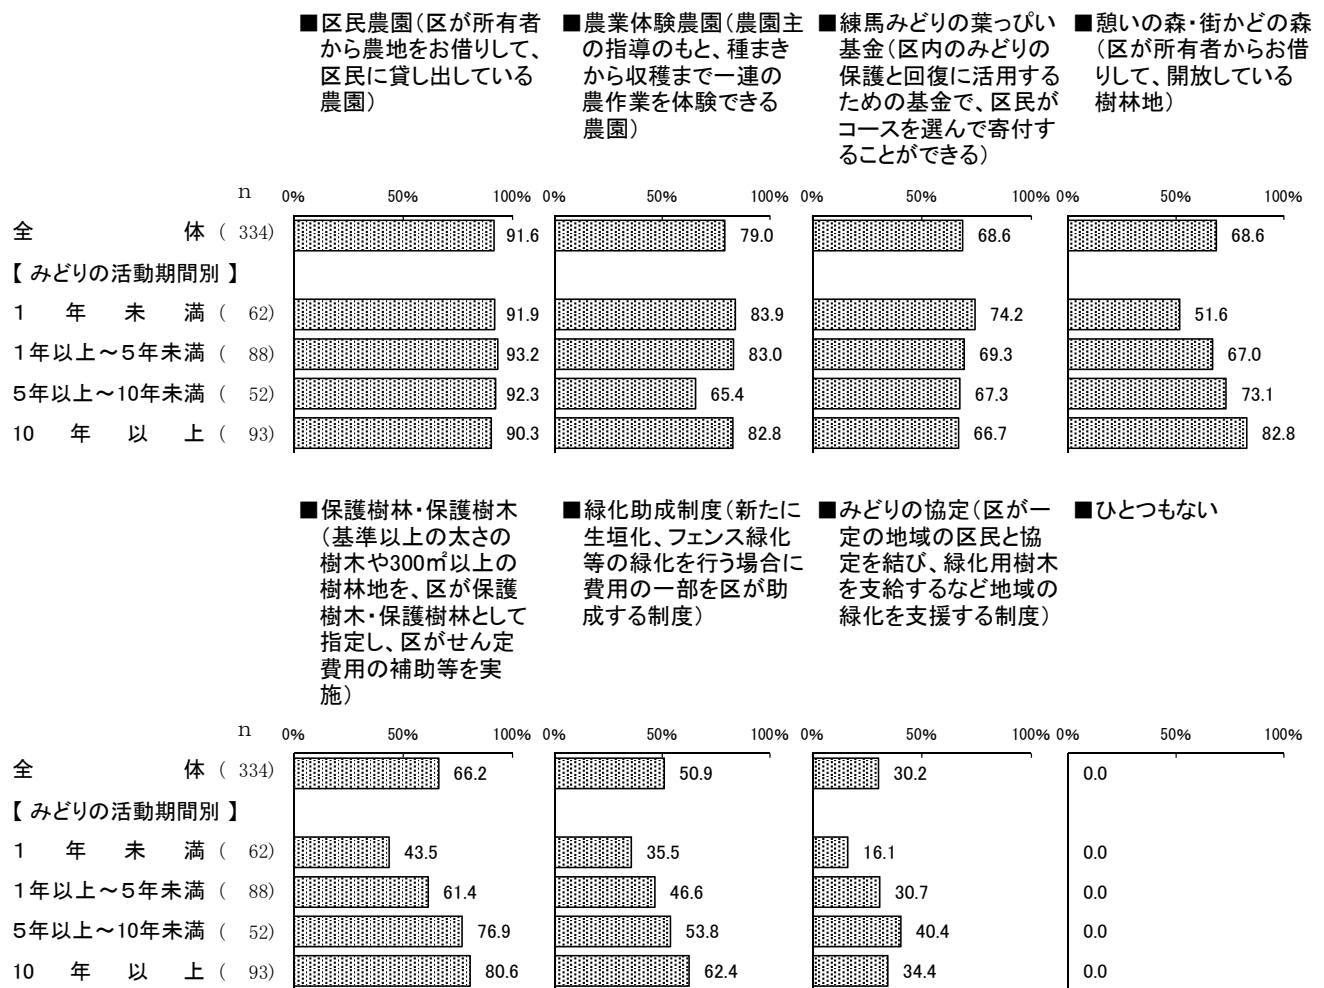 ■区民農園(区が所有者
から農地をお借りして、
区民に貸し出している
農園)
■農業体験農園(農園主
の指導のもと、種まき
から収穫まで一連の
農作業を体験できる
農園)
■練馬みどりの葉っぴい
基金(区内のみどりの
保護と回復に活用する
ための基金で、区民が
コースを選んで寄付す
ることができる)
■憩いの森・街かどの森
(区が所有者からお借
りして、開放している
樹林地)
n 0% 50% 100% 0% 50% 100% 0% 50% 100% 0% 50% 100%
全体 ( 334) 91.6 79.0 68.6 68.6
【 みどりの活動期間別 】
1年未満 ( 62) 91.9 83.9 74.2 51.6
1年以上～5年未満 ( 88) 93.2 83.0 69.3 67.0
5年以上～10年未満 ( 52) 92.3 65.4 67.3 73.1
10年以上 ( 93) 90.3 82.8 66.7 82.8
■保護樹林・保護樹木
(基準以上の太さの
樹木や300㎡以上の
樹林地を、区が保護
樹木・保護樹林として
指定し、区がせん定
費用の補助等を実
施)
■緑化助成制度(新たに
生垣化、フェンス緑化
等の緑化を行う場合に
費用の一部を区が助
成する制度)
■みどりの協定(区が一
定の地域の区民と協
定を結び、緑化用樹木
を支給するなど地域の
緑化を支援する制度)
■ひとつもない
n 0% 50% 100% 0% 50% 100% 0% 50% 100% 0% 50% 100%
全体 ( 334) 66.2 50.9 30.2 0.0
【 みどりの活動期間別 】
1年未満 ( 62) 43.5 35.5 16.1 0.0
1年以上～5年未満 ( 88) 61.4 46.6 30.7 0.0
5年以上～10年未満 ( 52) 76.9 53.8 40.4 0.0
10年以上 ( 93) 80.6 62.4 34.4 0.0